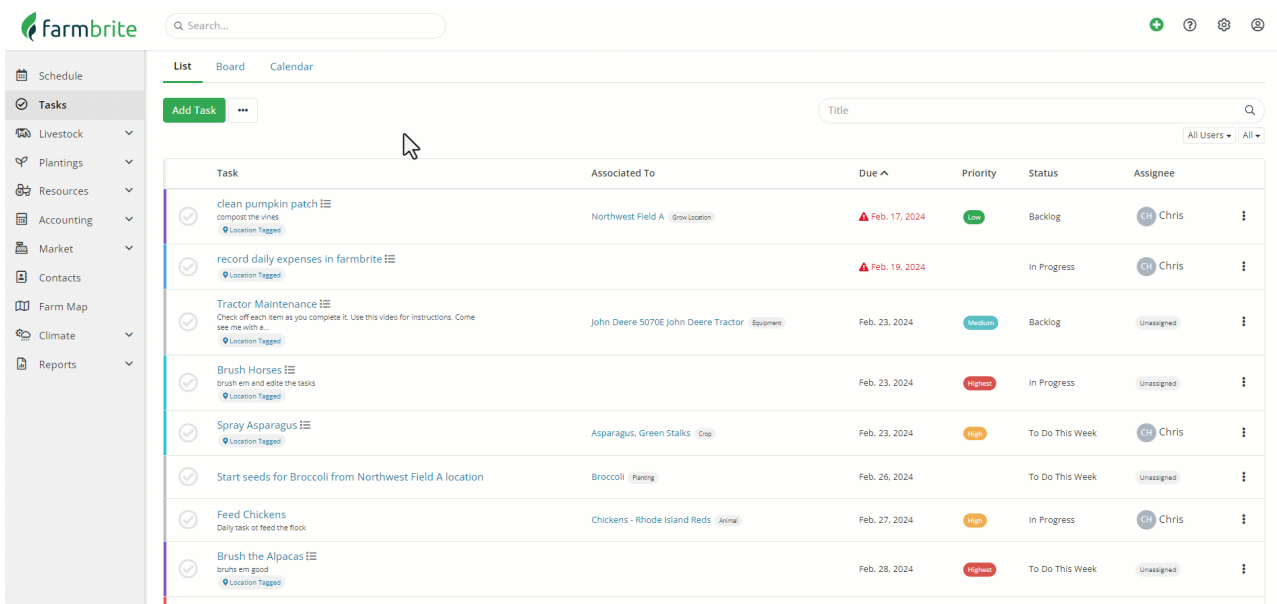 farmbrite
Search...
Schedule
Tasks
Livestock
Plantings
Resources
Accounting
Market
Contacts
Farm Map
Climate
Reports
List Board Calendar
Add Task
Title
All Users All
Task Associated To Due Priority Status Assignee
clean pumpkin patch
compost the vines
Location Tagged
Northwest Field A Grow Location
Feb. 17, 2024
Low
Backlog
CH Chris
record daily expenses in farmbrite
Location Tagged
Feb. 19, 2024
In Progress
CH Chris
Tractor Maintenance
Check off each item as you complete it. Use this video for instructions. Come
see me with a...
Location Tagged
John Deere 5070E John Deere Tractor Equipment
Feb. 23, 2024
Medium
Backlog
Unassigned
Brush Horses
brush em and edite the tasks
Location Tagged
Feb. 23, 2024
Highest
In Progress
Unassigned
Spray Asparagus
Location Tagged
Asparagus, Green Stalks Crop
Feb. 23, 2024
High
To Do This Week
CH Chris
Start seeds for Broccoli from Northwest Field A location
Broccoli Planting
Feb. 26, 2024
To Do This Week
Unassigned
Feed Chickens
Daily task ot feed the flock
Chickens - Rhode Island Reds Animal
Feb. 27, 2024
High
In Progress
CH Chris
Brush the Alpacas
bruhs em good
Location Tagged
Feb. 28, 2024
Highest
To Do This Week
Unassigned